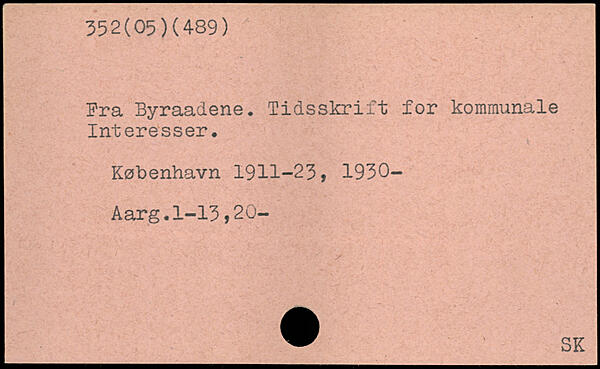 352(05)(489)
Fra Byraadene. Tidsskrift for kommunale
Interesser.
København 1911-23, 1930-
Aarg.1-13,20-
SK